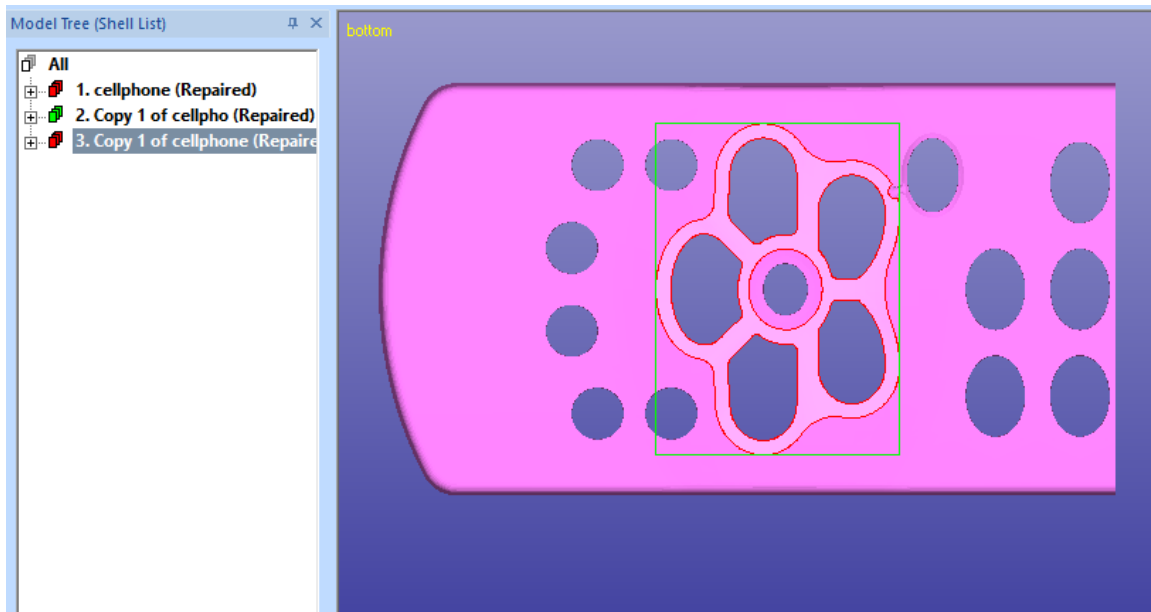 Model Tree (Shell List)
bottom
All
1. cellphone (Repaired)
2. Copy 1 of cellpho (Repaired)
3. Copy 1 of cellphone (Repaire